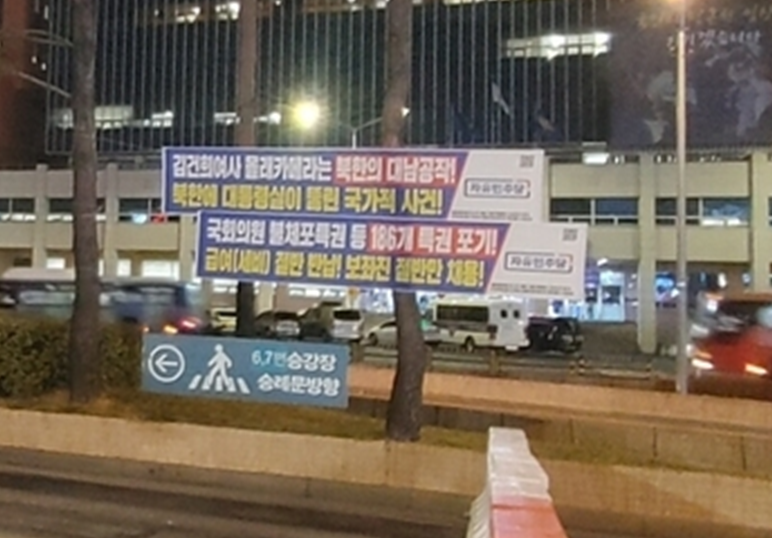 김건희여사 몰래카메라는 북한의 대남공작!
북한에 대통령실이 뚫린 국가적 사건!
자유민주당
국회의원 불체포특권 등 186개 특권 포기!
급여(세비) 절반 반납! 보좌진 절반만 채용!
자유민주당
6,7번승강장
숭례문방향